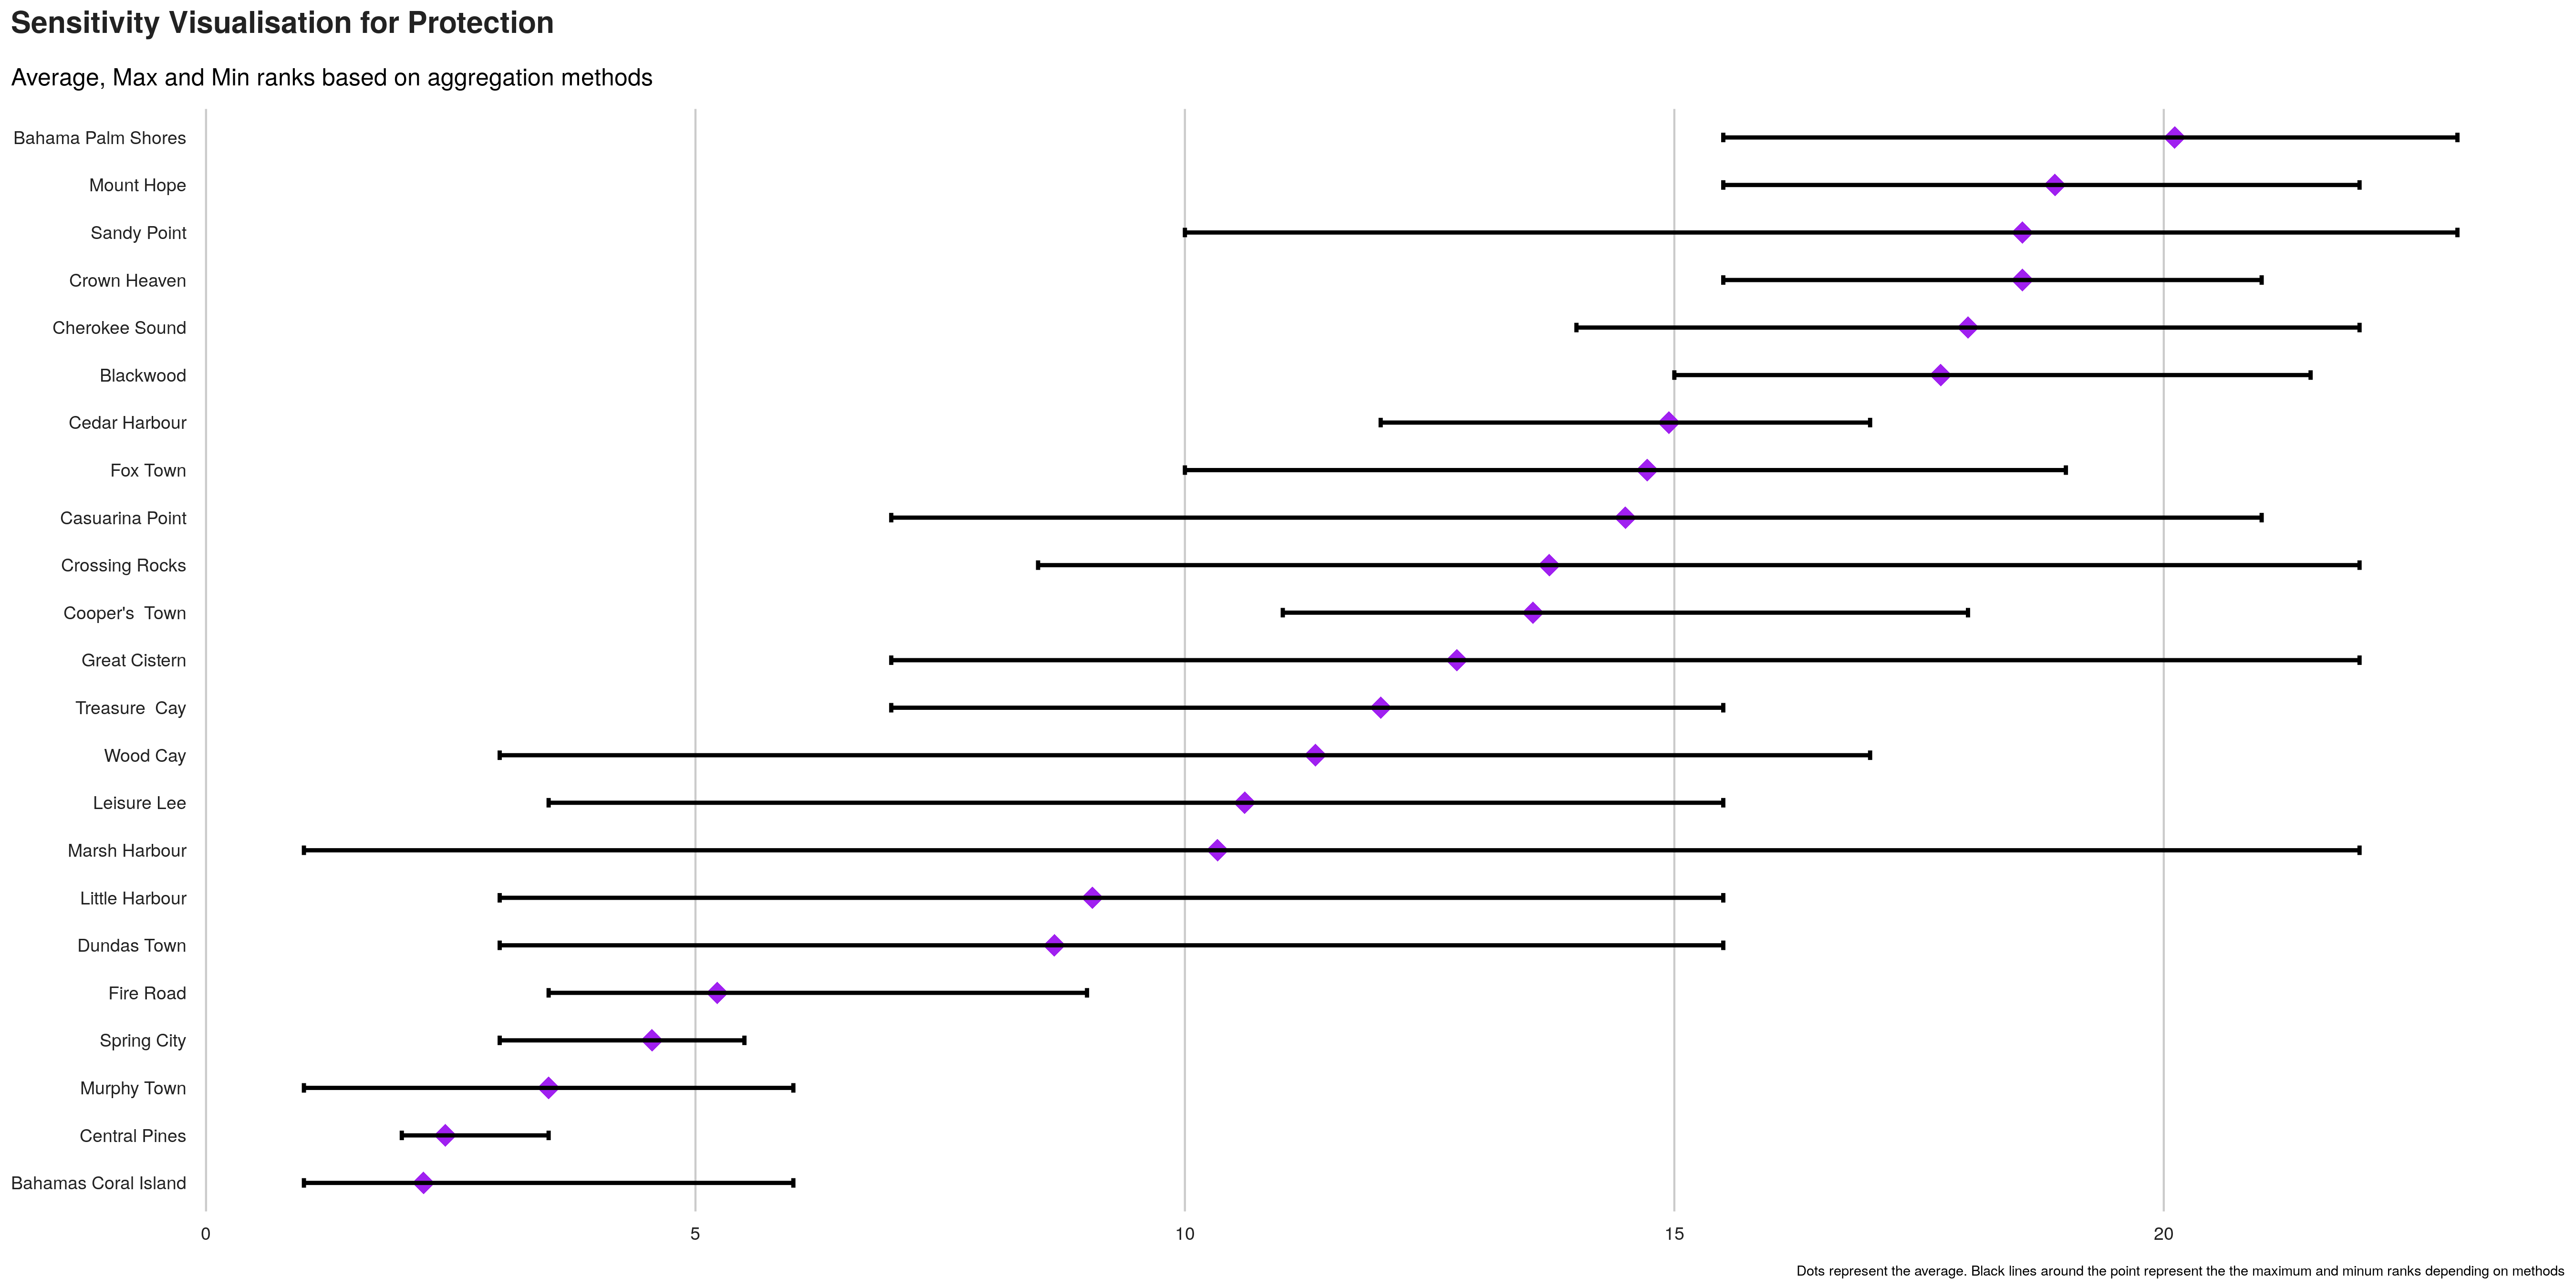 Sensitivity Visualisation for Protection
Average, Max and Min ranks based on aggregation methods
Bahama Palm Shores
Mount Hope
Sandy Point
Crown Heaven
Cherokee Sound
Blackwood
Cedar Harbour
Fox Town
Casuarina Point
Crossing Rocks
Cooper's  Town
Great Cistern
Treasure  Cay
Wood Cay
Leisure Lee
Marsh Harbour
Little Harbour
Dundas Town
Fire Road
Spring City
Murphy Town
Central Pines
Bahamas Coral Island
0 5 10 15 20
Dots represent the average. Black lines around the point represent the the maximum and minum ranks depending on methods